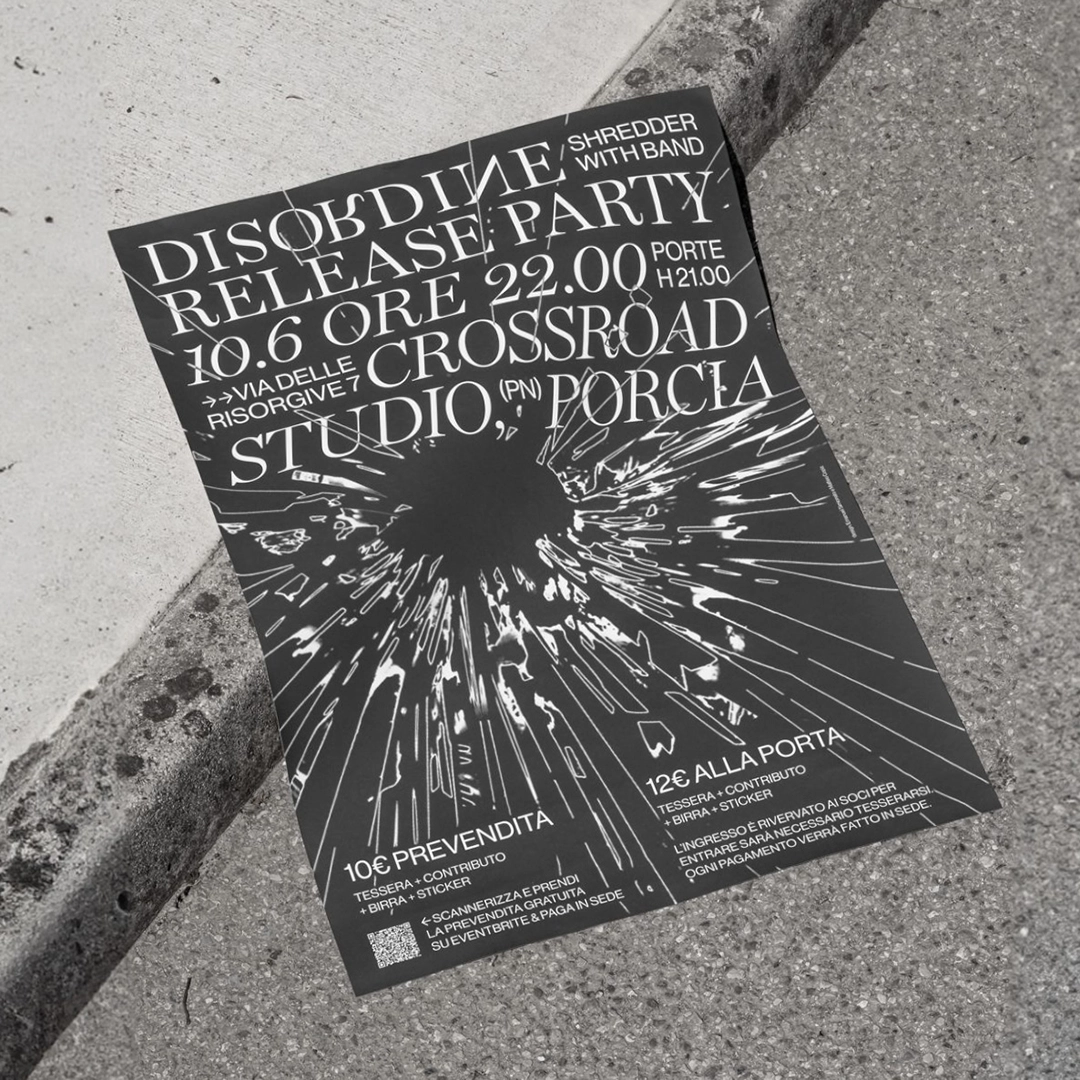 DISORDINE
SHREDDER
WITH BAND
RELEASE PARTY
10.6 ORE 22.00
PORTE
H 21.00
→→VIA DELLE
RISORGIVE 7
CROSSROAD
STUDIO, (PN) PORCIA
10€ PREVENDITA
TESSERA + CONTRIBUTO
+ BIRRA + STICKER
←SCANNERIZZA E PRENDI
LA PREVENDITA GRATUITA
SU EVENTBRITE & PAGA IN SEDE
12€ ALLA PORTA
TESSERA + CONTRIBUTO
+ BIRRA + STICKER
L'INGRESSO È RIVERVATO AI SOCI PER
ENTRARE SARÀ NECESSARIO TESSERARSI.
OGNI PAGAMENTO VERRÀ FATTO IN SEDE.